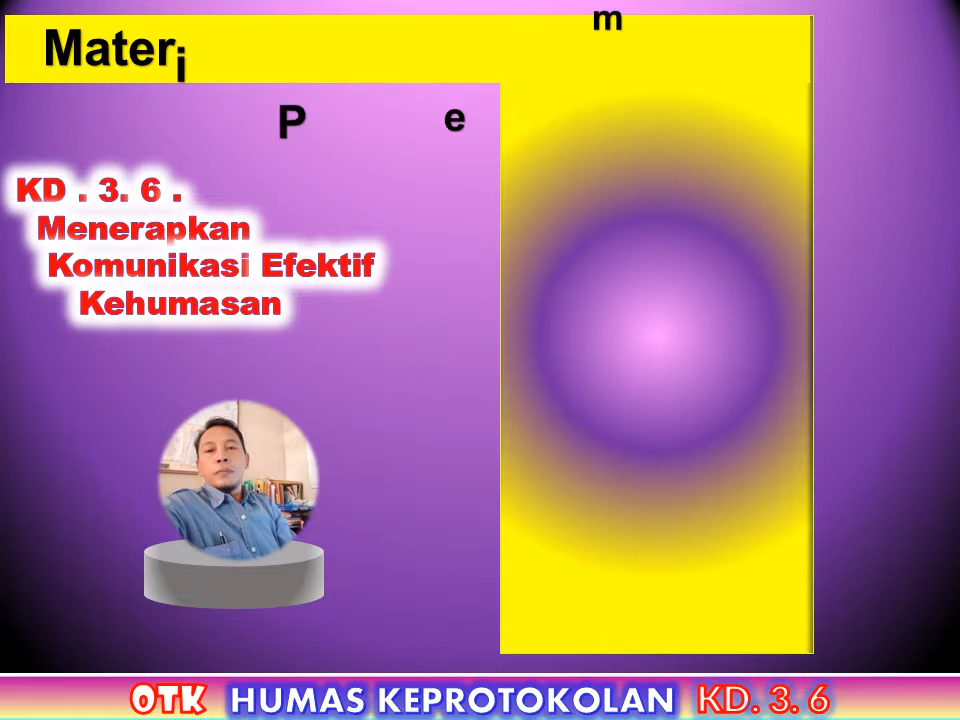 m
Materi
P e
KD . 3. 6 .
Menerapkan
Komunikasi Efektif
Kehumasan
OTK HUMAS KEPROTOKOLAN KD. 3. 6